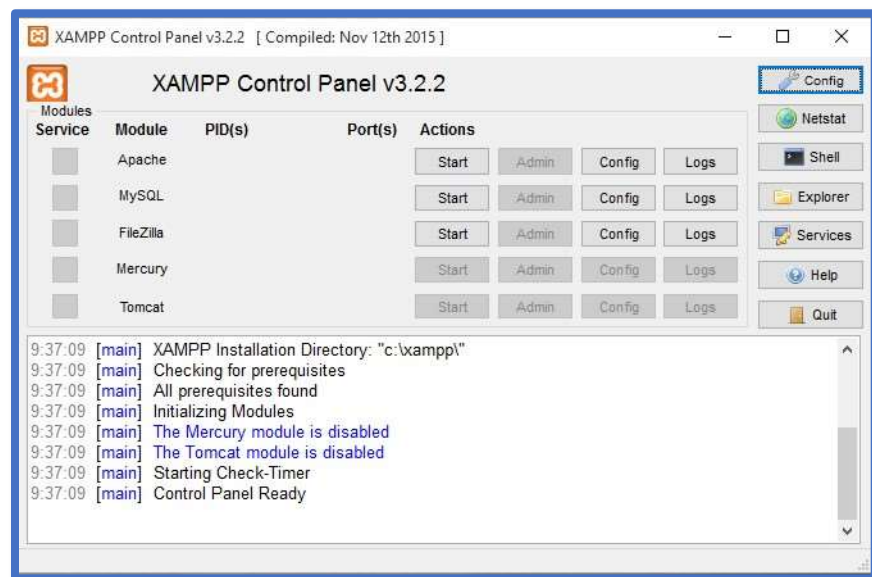 XAMPP Control Panel v3.2.2 [ Compiled: Nov 12th 2015 ]
XAMPP Control Panel v3.2.2
Config
Modules
Service Module PID(s) Port(s) Actions
Netstat
Apache Start Admin Config Logs
Shell
MySQL Start Admin Config Logs
Explorer
FileZilla Start Admin Config Logs
Services
Mercury Start Admin Config Logs
Help
Tomcat Start Admin Config Logs
Quit
9:37:09 [main] XAMPP Installation Directory: "c:\xampp\"
9:37:09 [main] Checking for prerequisites
9:37:09 [main] All prerequisites found
9:37:09 [main] Initializing Modules
9:37:09 [main] The Mercury module is disabled
9:37:09 [main] The Tomcat module is disabled
9:37:09 [main] Starting Check-Timer
9:37:09 [main] Control Panel Ready